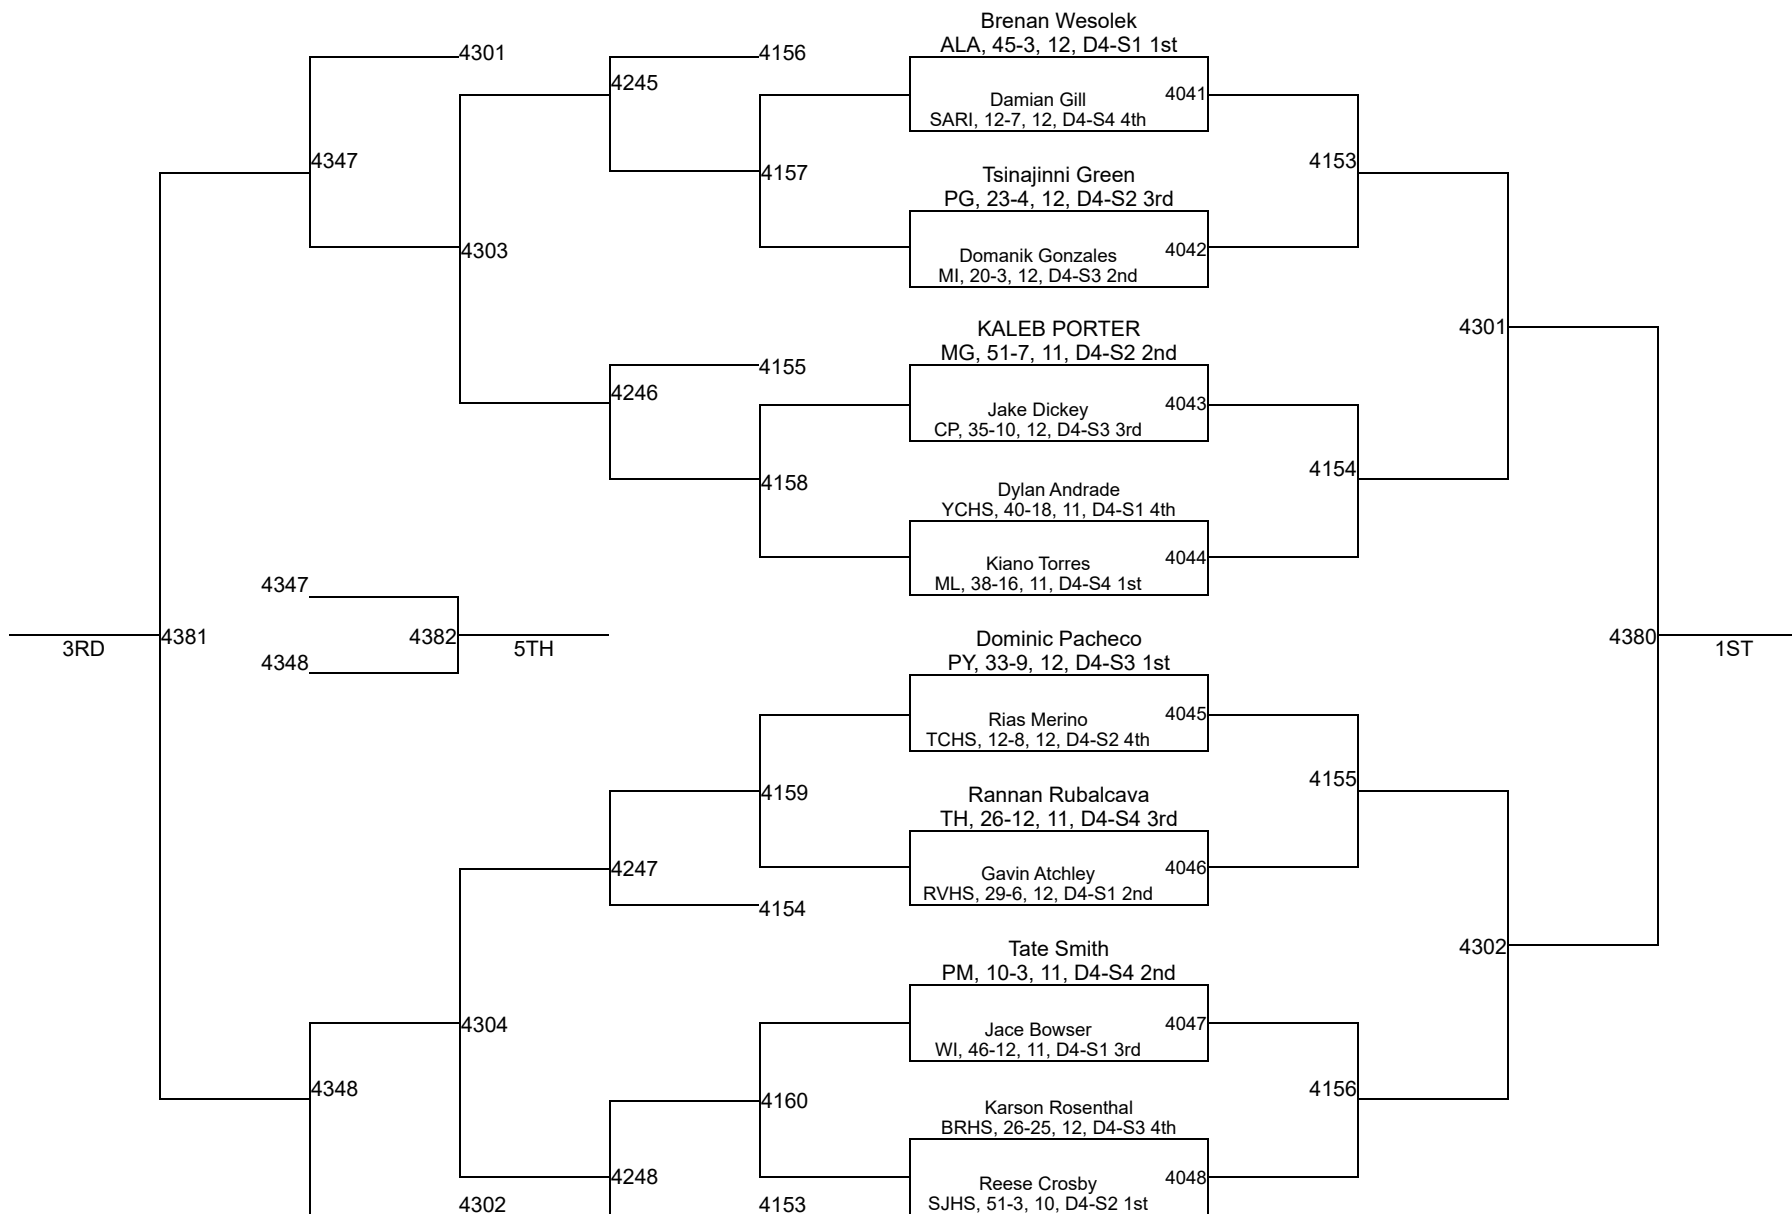 Brenan Wesolek
4301
4156
ALA, 45-3, 12, D4-S1 1st
4245
Damian Gill
4041
SARI, 12-7, 12, D4-S4 4th
4347
4157
4153
Tsinajinni Green
PG, 23-4, 12, D4-S2 3rd
4303
Domanik Gonzales
4042
MI, 20-3, 12, D4-S3 2nd
KALEB PORTER
4301
4155
MG, 51-7, 11, D4-S2 2nd
4246
Jake Dickey
4043
CP, 35-10, 12, D4-S3 3rd
4158
4154
Dylan Andrade
YCHS, 40-18, 11, D4-S1 4th
Kiano Torres
4044
ML, 38-16, 11, D4-S4 1st
4347
3RD
4381
4382
5TH
Dominic Pacheco
4380
1ST
4348
PY, 33-9, 12, D4-S3 1st
Rias Merino
4045
TCHS, 12-8, 12, D4-S2 4th
4159
4155
Rannan Rubalcava
TH, 26-12, 11, D4-S4 3rd
4247
Gavin Atchley
4046
RVHS, 29-6, 12, D4-S1 2nd
4154
Tate Smith
4302
PM, 10-3, 11, D4-S4 2nd
4304
Jace Bowser
4047
WI, 46-12, 11, D4-S1 3rd
4348
4160
4156
Karson Rosenthal
BRHS, 26-25, 12, D4-S3 4th
4248
Reese Crosby
4048
4302
4153
SJHS, 51-3, 10, D4-S2 1st